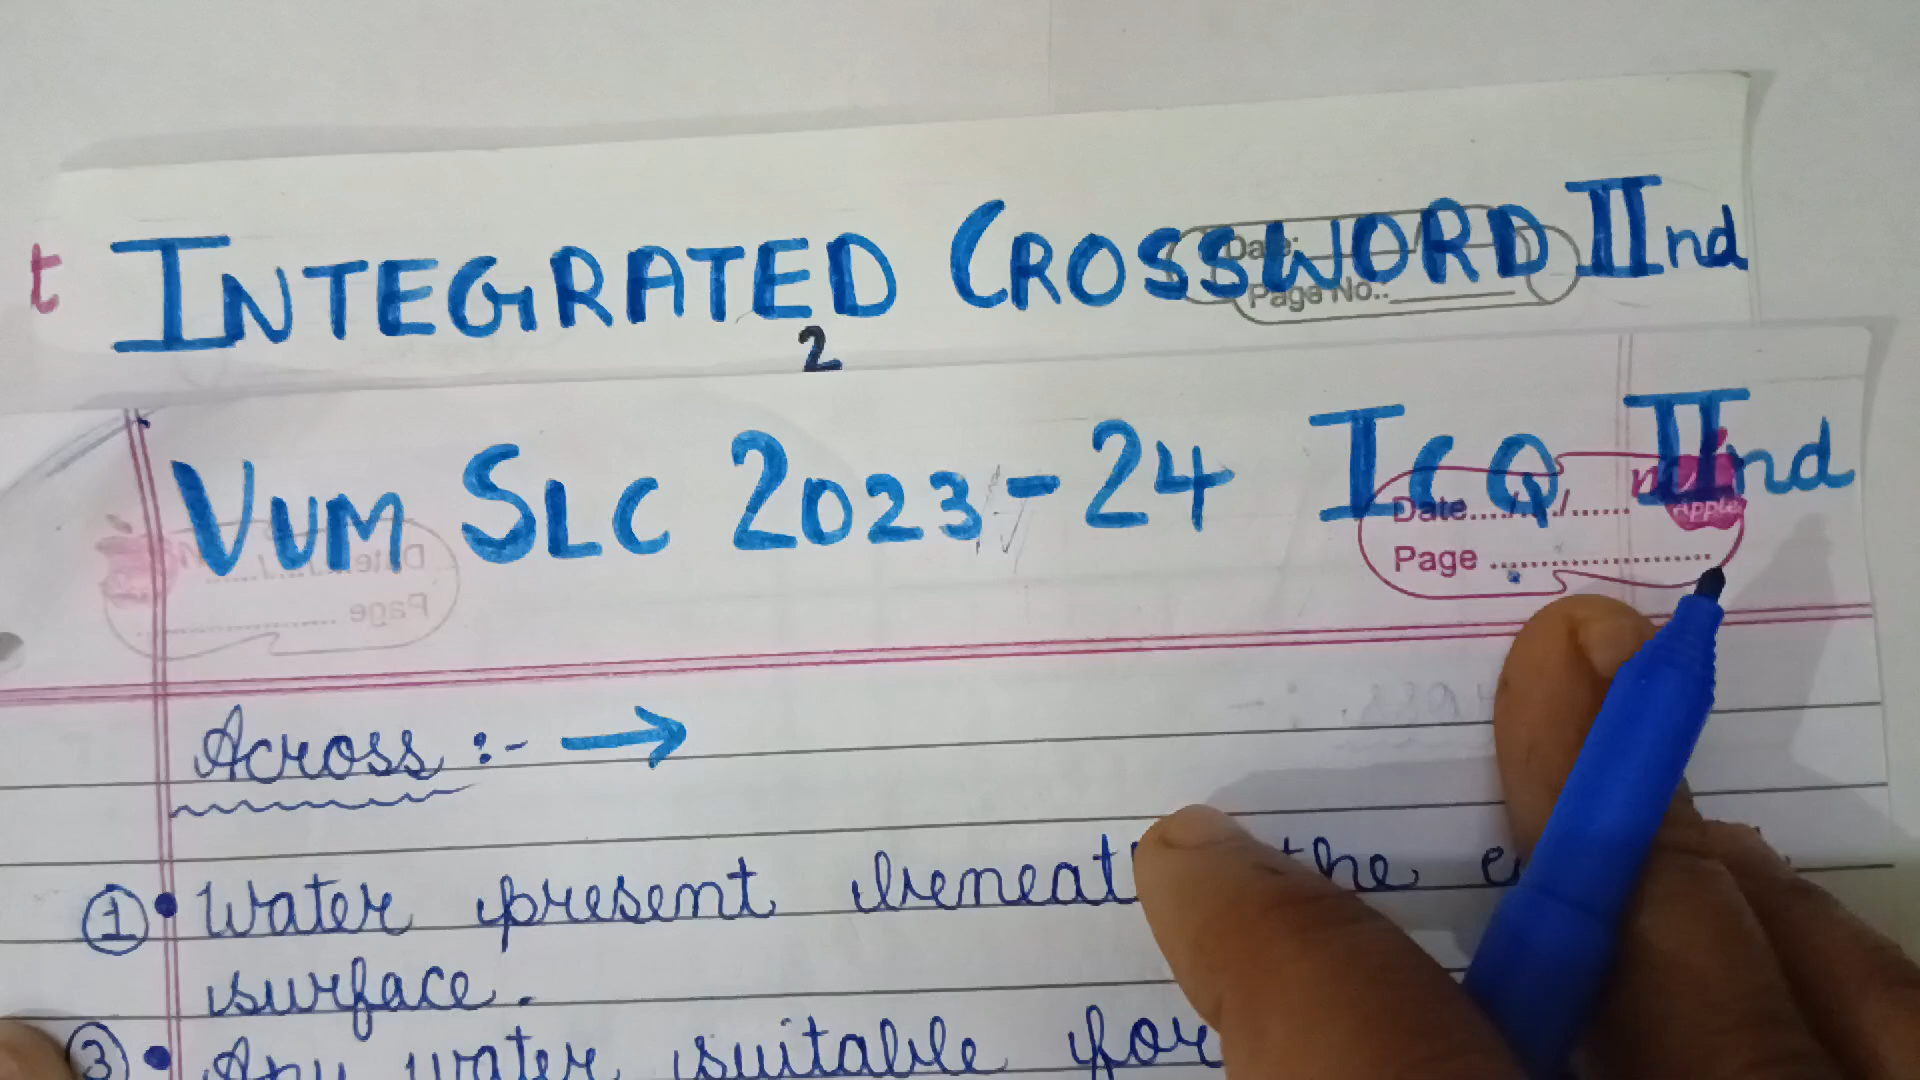 t INTEGRATED CROSSWORD IInd
Date:
Page No.:
2
VUM SLC 2023-24 ICQ IInd
Date..../..../......
Apple
Page ......................
Across :- →
1 • Water present beneat the
surface.
3 • Any water suitable for